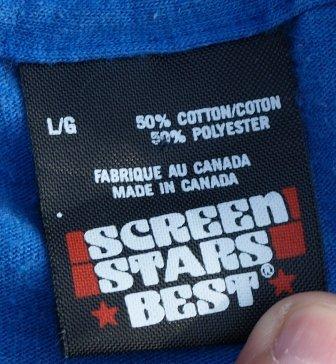 L/G 50% COTTON/COTON
50% POLYESTER
FABRIQUE AU CANADA
MADE IN CANADA
SCREEN
STARS
BEST®